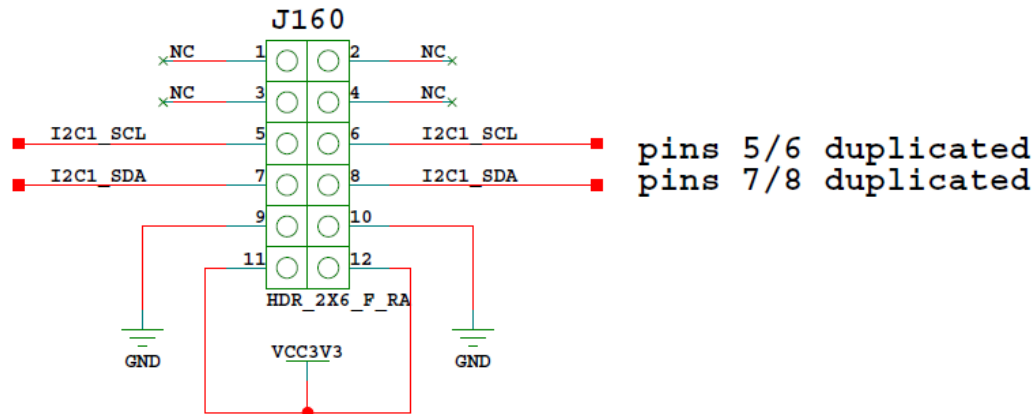 J160
NC 1 2 NC
NC 3 4 NC
I2C1_SCL 5 6 I2C1_SCL
I2C1_SDA 7 8 I2C1_SDA
9 10
11 12
HDR_2X6_F_RA
GND VCC3V3 GND
pins 5/6 duplicated
pins 7/8 duplicated